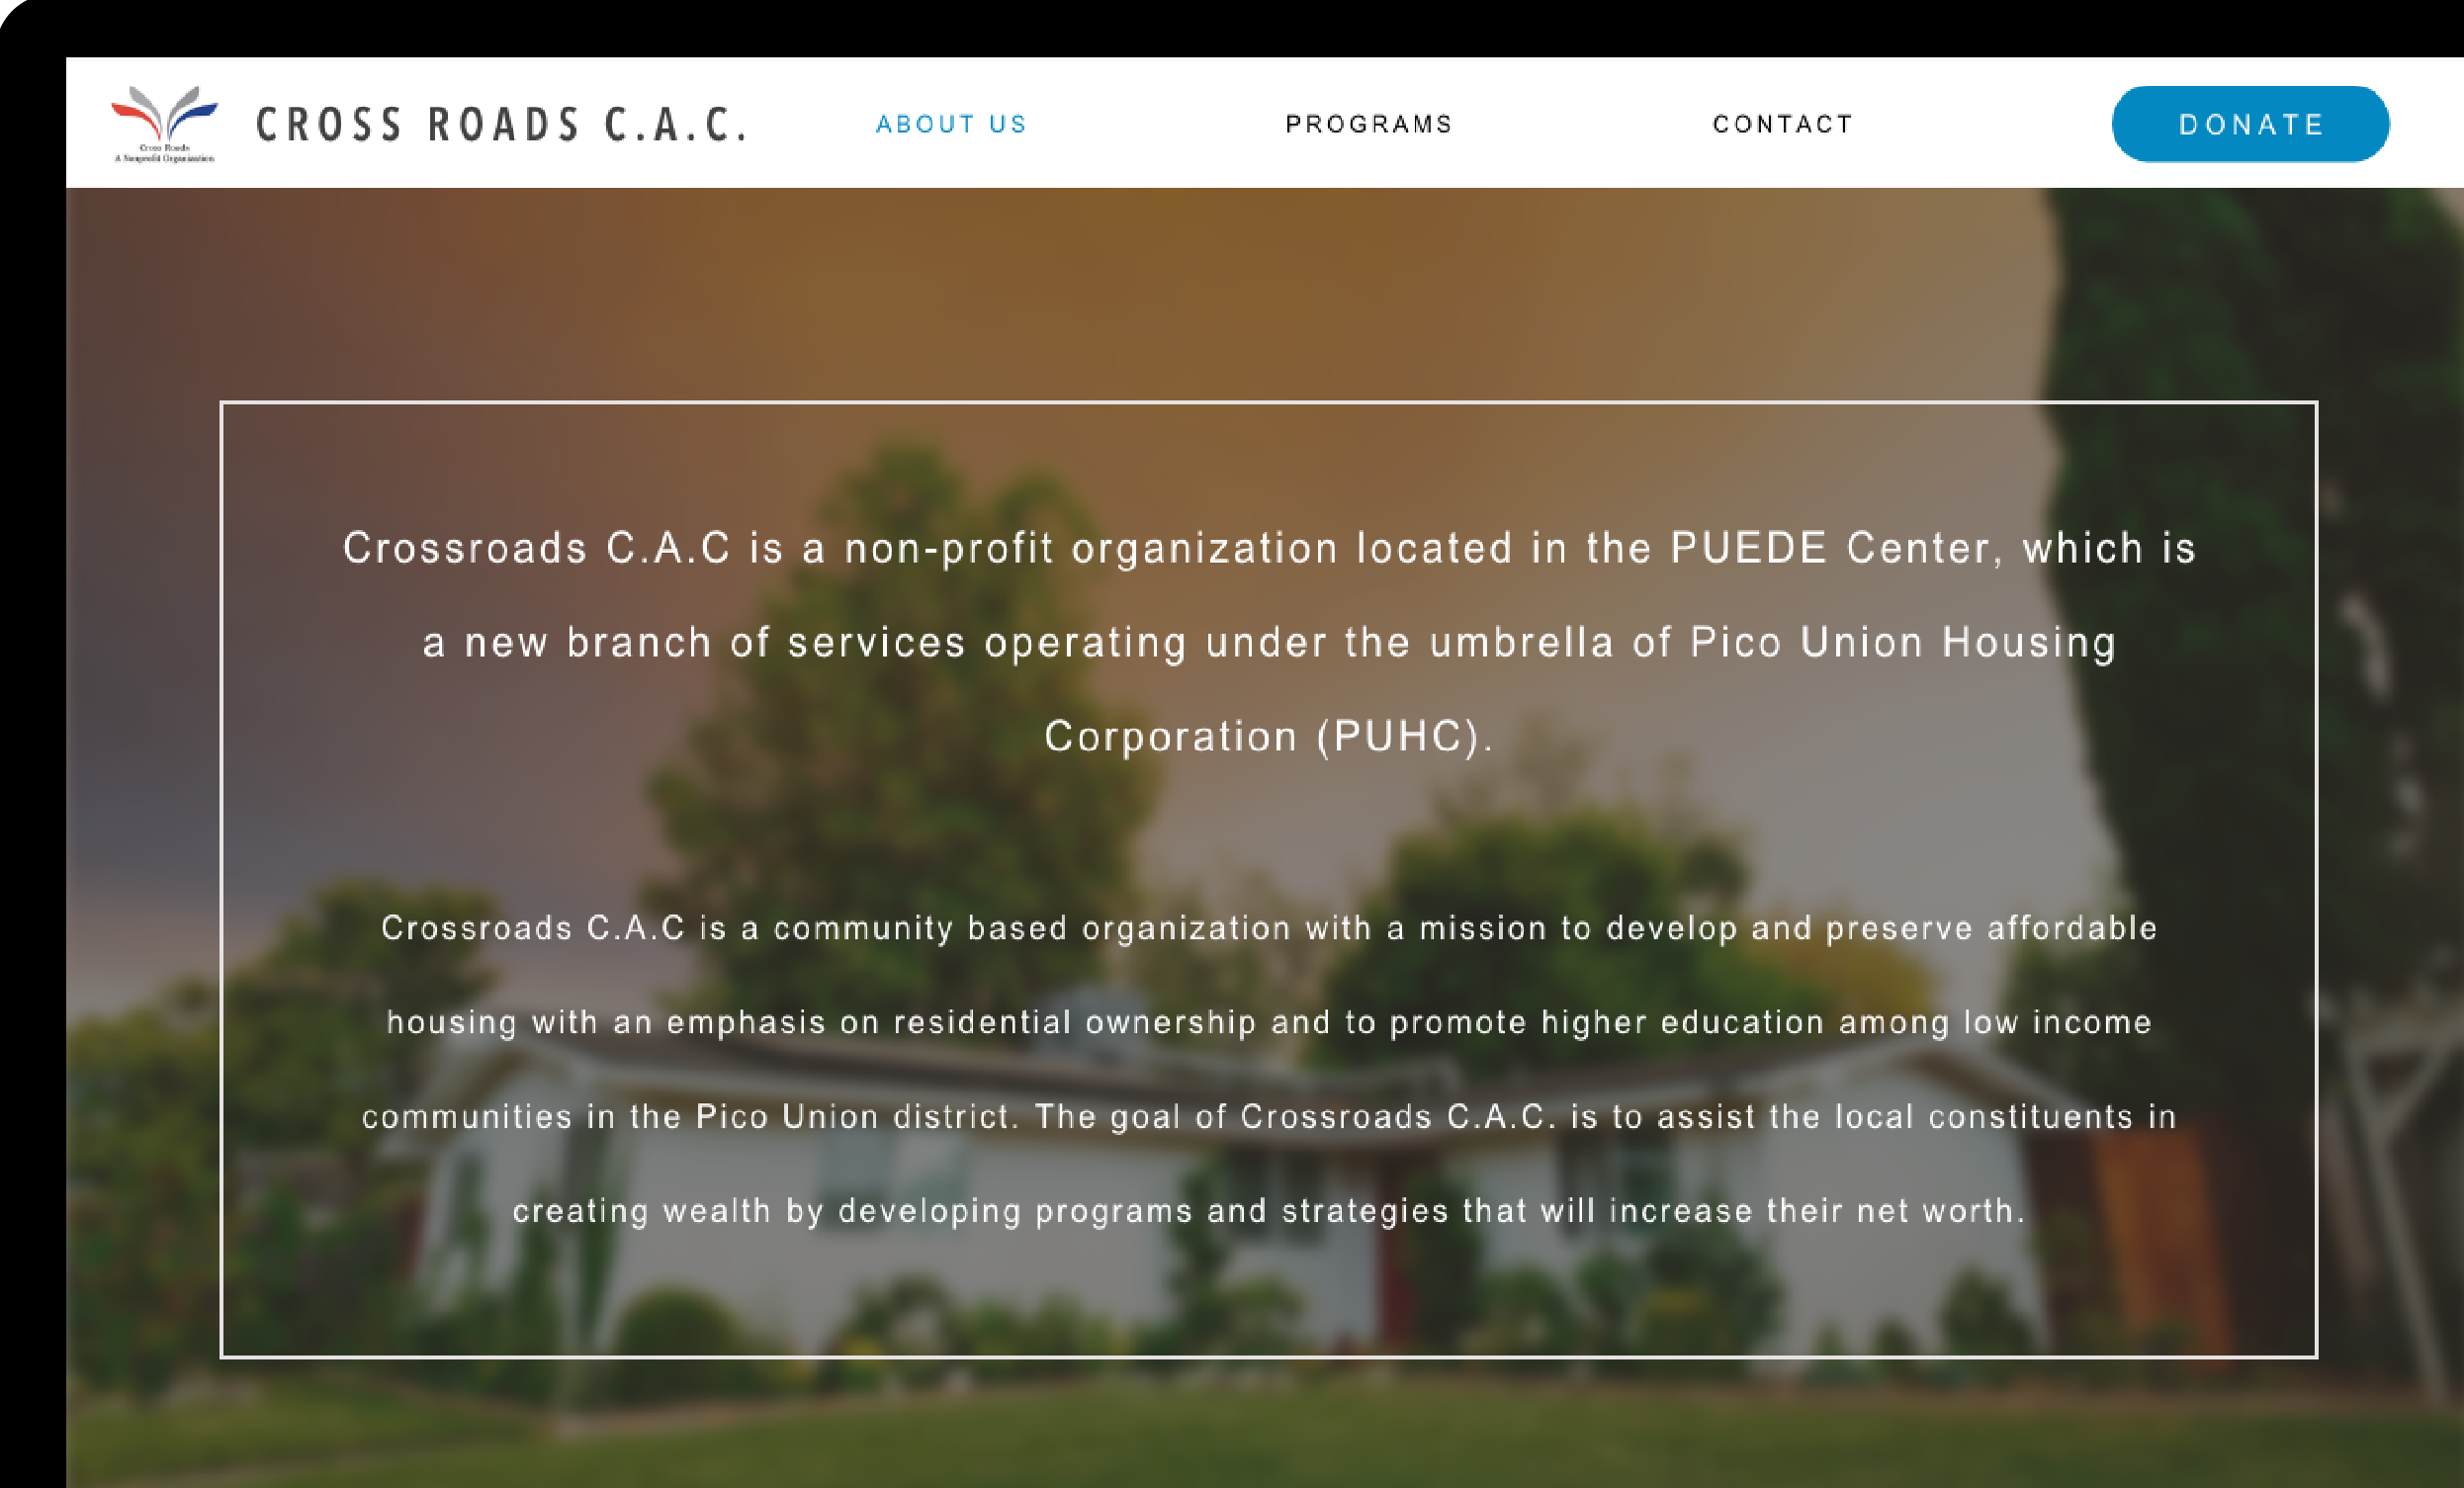 Cross Roads
A Nonprofit Organization
CROSS ROADS C.A.C.
ABOUT US
PROGRAMS
CONTACT
DONATE
Crossroads C.A.C is a non-profit organization located in the PUEDE Center, which is
a new branch of services operating under the umbrella of Pico Union Housing
Corporation (PUHC).
Crossroads C.A.C is a community based organization with a mission to develop and preserve affordable
housing with an emphasis on residential ownership and to promote higher education among low income
communities in the Pico Union district. The goal of Crossroads C.A.C. is to assist the local constituents in
creating wealth by developing programs and strategies that will increase their net worth.